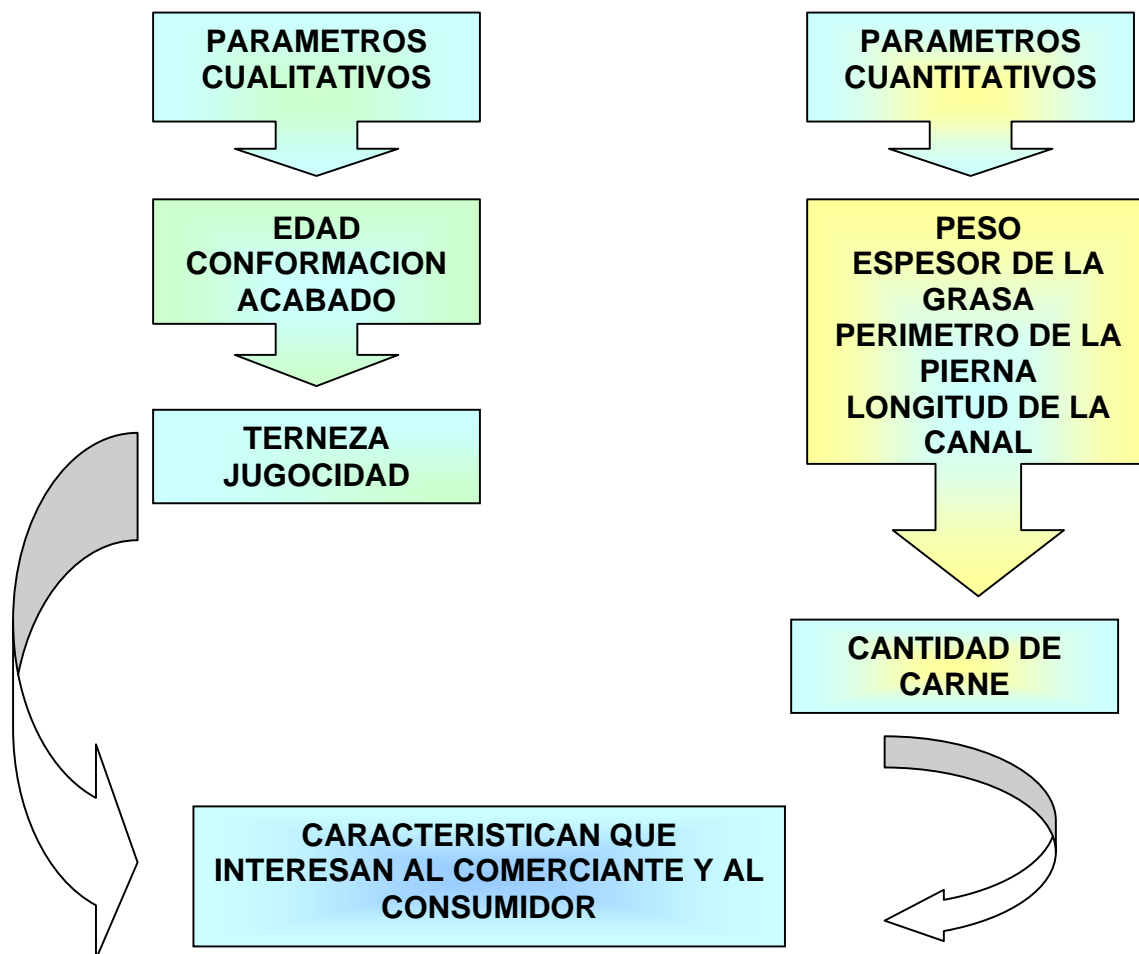 PARAMETROS
CUALITATIVOS
EDAD
CONFORMACION
ACABADO
TERNEZA
JUGOCIDAD
PARAMETROS
CUANTITATIVOS
PESO
ESPESOR DE LA
GRASA
PERIMETRO DE LA
PIERNA
LONGITUD DE LA
CANAL
CANTIDAD DE
CARNE
CARACTERISTICAN QUE
INTERESAN AL COMERCIANTE Y AL
CONSUMIDOR